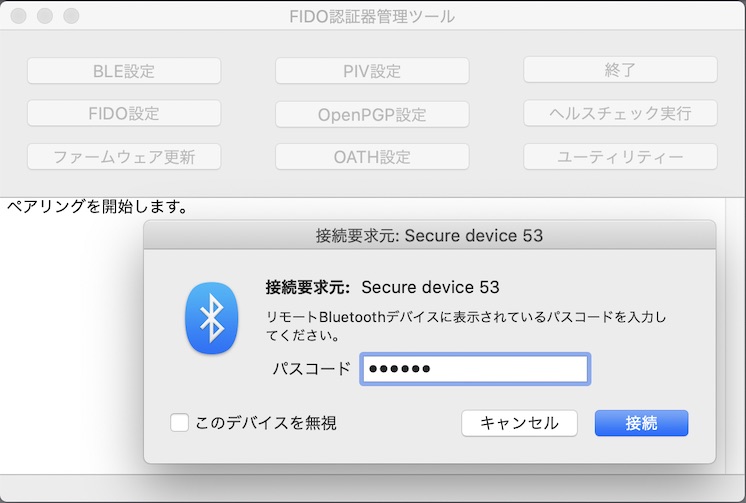 FIDO認証器管理ツール
BLE設定
PIV設定
終了
FIDO設定
OpenPGP設定
ヘルスチェック実行
ファームウェア更新
OATH設定
ユーティリティー
ペアリングを開始します。
接続要求元: Secure device 53
接続要求元: Secure device 53
リモートBluetoothデバイスに表示されているパスコードを入力し
てください。
パスコード ●●●●●●
このデバイスを無視
キャンセル
接続